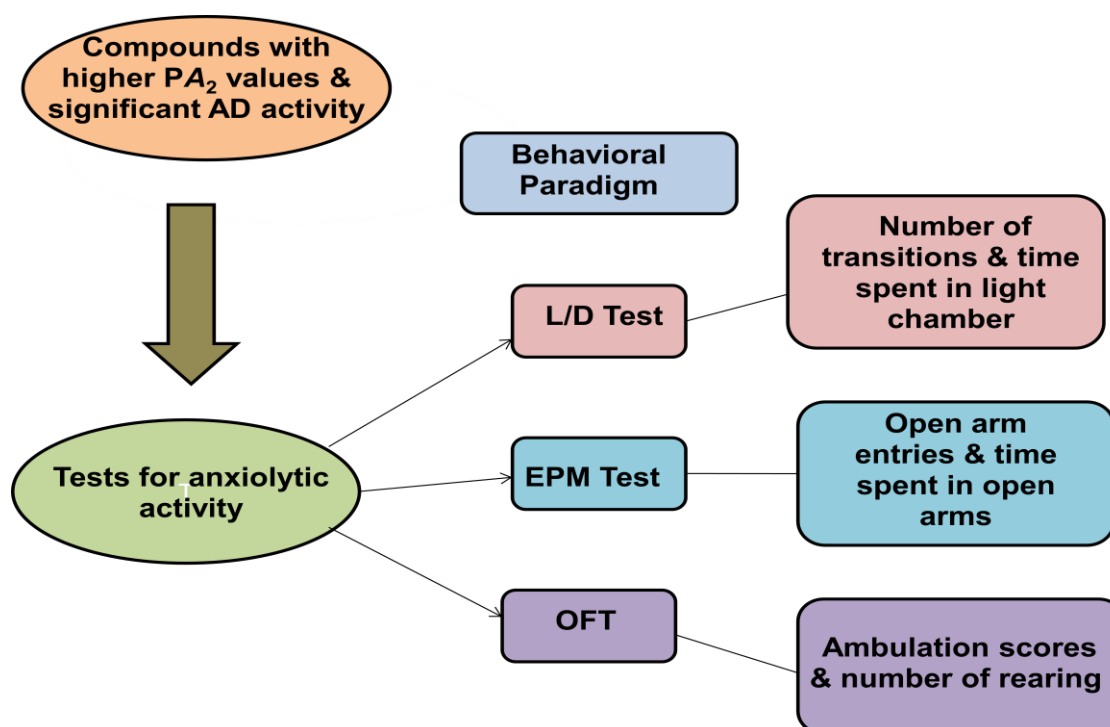 Compounds with
higher PA₂ values &
significant AD activity
Behavioral
Paradigm
Number of
transitions & time
spent in light
chamber
L/D Test
Tests for anxiolytic
activity
EPM Test
Open arm
entries & time
spent in open
arms
OFT
Ambulation scores
& number of rearing